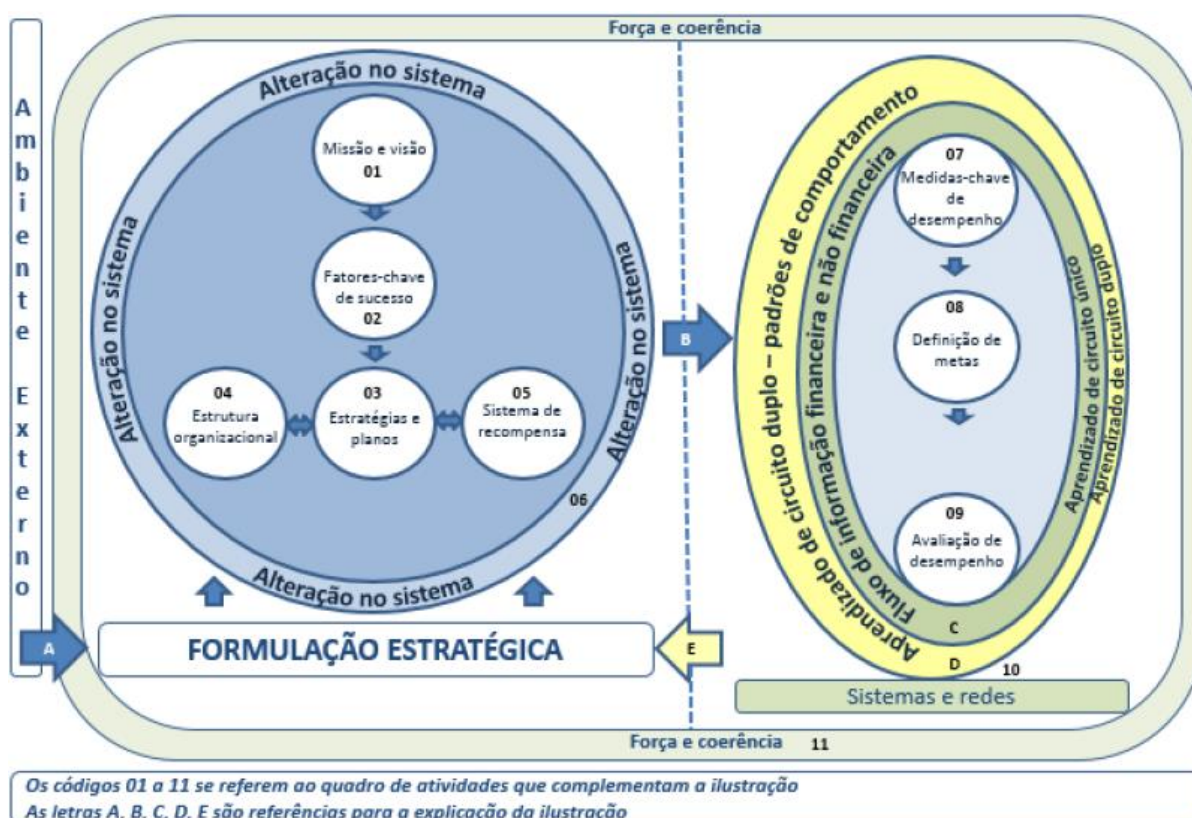 Força e coerência
Ambiente Externo
Alteração no sistema
Alteração no sistema
Alteração no sistema
Alteração no sistema
Missão e visão
01
Fatores-chave
de sucesso
02
04
Estrutura
organizacional
03
Estratégias e
planos
05
Sistema de
recompensa
06
A
FORMULAÇÃO ESTRATÉGICA
B
E
Aprendizado de circuito duplo – padrões de comportamento
Fluxo de informação financeira e não financeira
Aprendizado de circuito único
Aprendizado de circuito duplo
07
Medidas-chave
de
desempenho
08
Definição de
metas
09
Avaliação de
desempenho
C
D
10
Sistemas e redes
Força e coerência 11
Os códigos 01 a 11 se referem ao quadro de atividades que complementam a ilustração
As letras A, B, C, D, E são referências para a explicação da ilustração